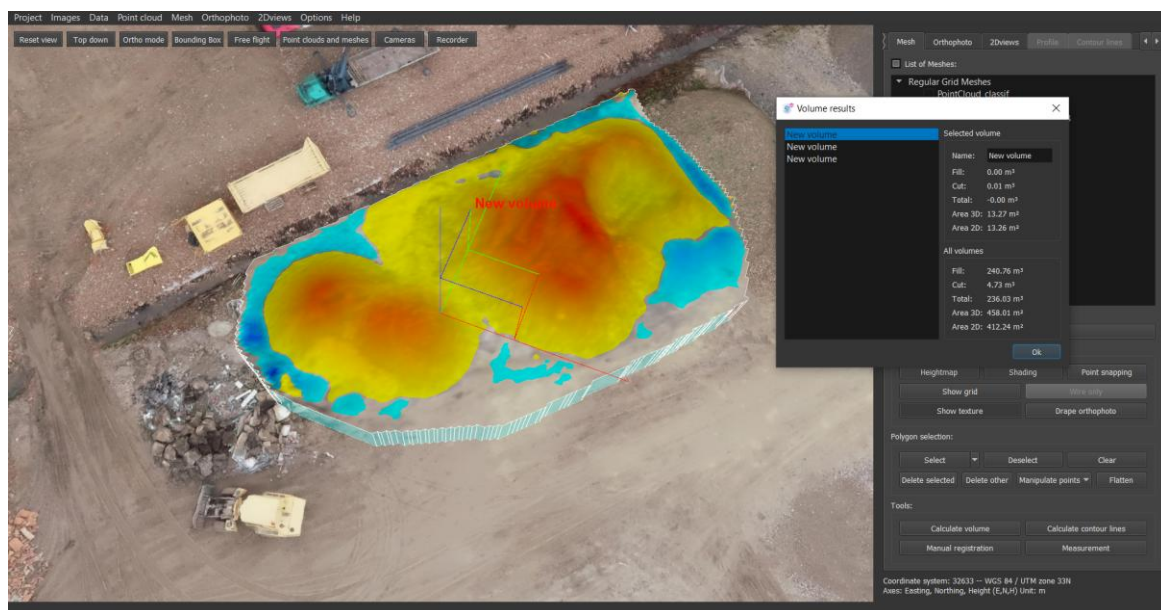 Project Images Data Point cloud Mesh Orthophoto 2Dviews Options Help
Reset view Top down Ortho mode Bounding Box Free flight Point clouds and meshes Cameras Recorder
Mesh Orthophoto 2Dviews Profile Contour lines
List of Meshes:
Regular Grid Meshes
PointCloud_classif
Volume results
New volume
New volume
New volume
Selected volume
Name: New volume
Fill: 0.00 m³
Cut: 0.01 m³
Total: -0.00 m³
Area 3D: 13.27 m²
Area 2D: 13.26 m²
All volumes
Fill: 240.76 m³
Cut: 4.73 m³
Total: 236.03 m³
Area 3D: 458.01 m²
Area 2D: 412.24 m²
Ok
New volume
Heightmap Shading Point snapping
Show grid Wire only
Show texture Drape orthophoto
Polygon selection:
Select Deselect Clear
Delete selected Delete other Manipulate points Flatten
Tools:
Calculate volume Calculate contour lines
Manual registration Measurement
Coordinate system: 32633 -- WGS 84 / UTM zone 33N
Axes: Easting, Northing, Height (E,N,H) Unit: m